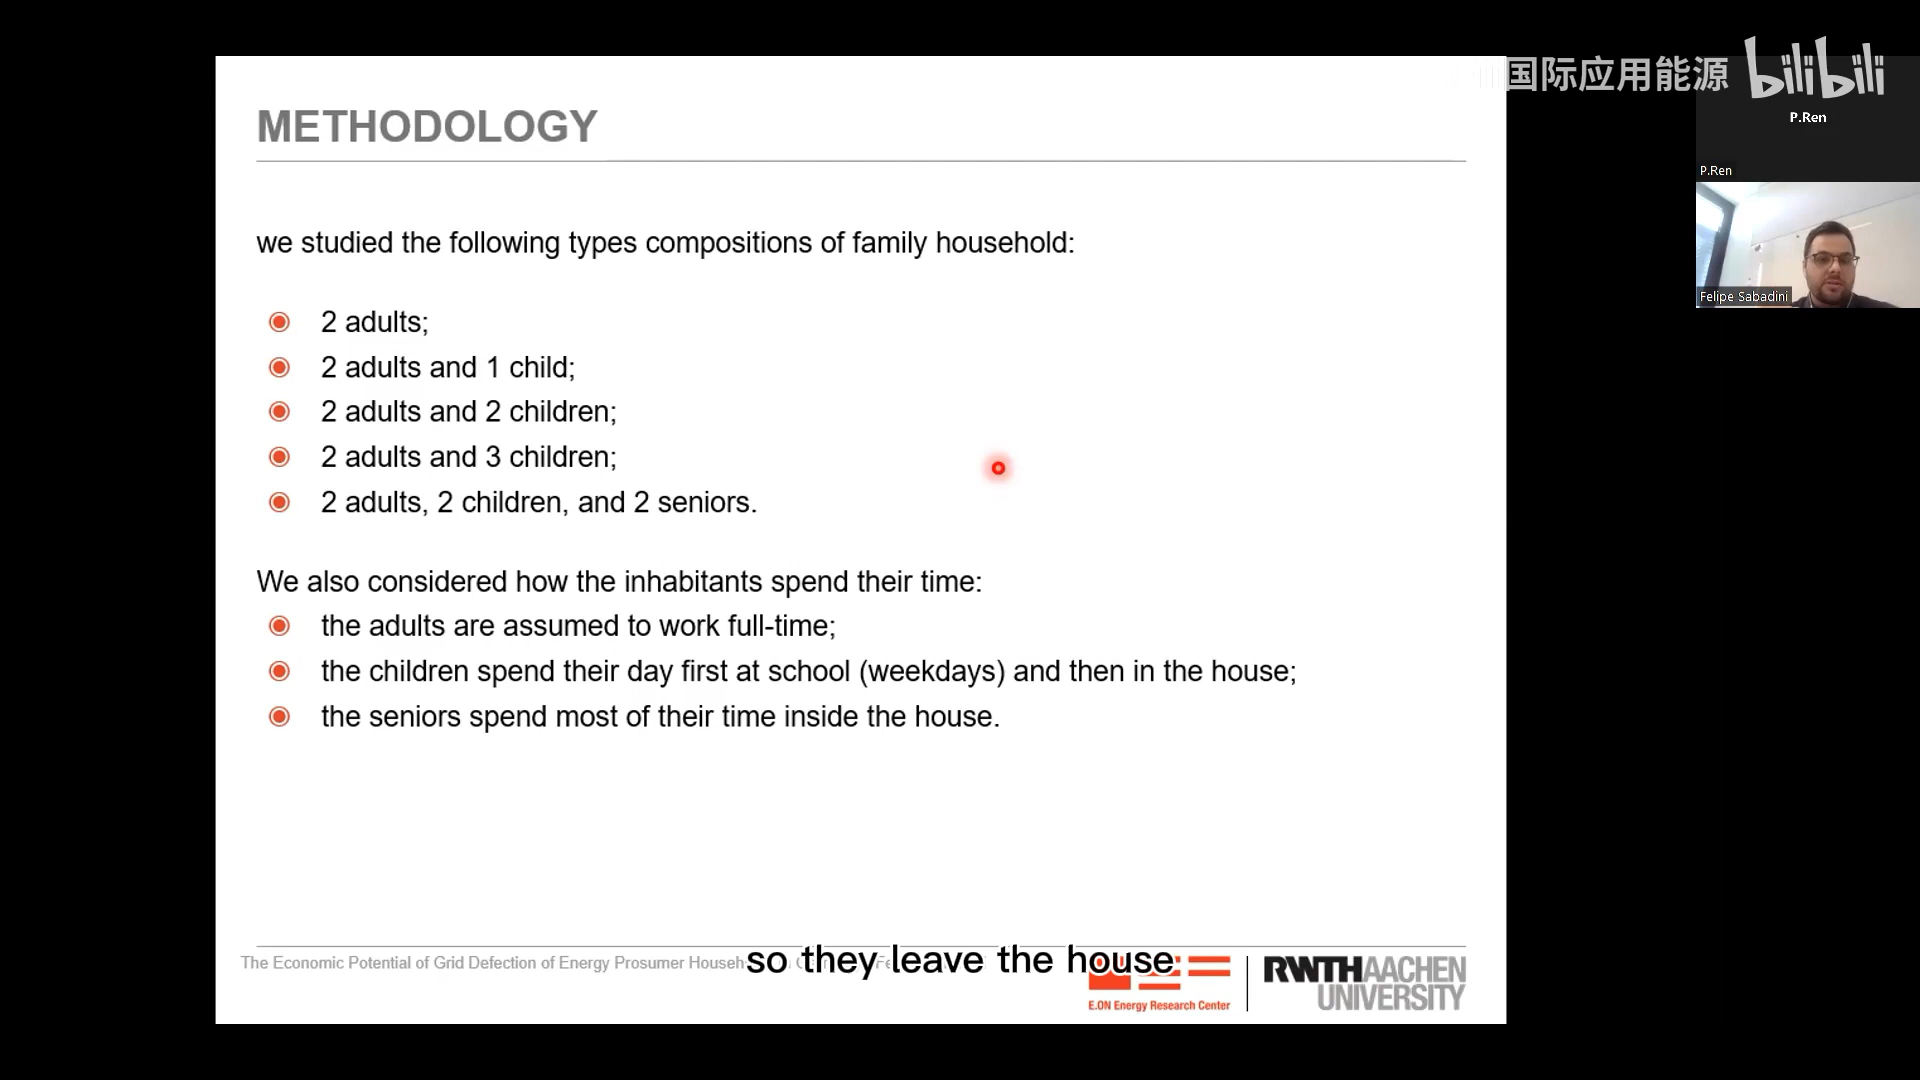 METHODOLOGY
国际应用能源 bilibili
P.Ren
P.Ren
Felipe Sabadini
we studied the following types compositions of family household:
2 adults;
2 adults and 1 child;
2 adults and 2 children;
2 adults and 3 children;
2 adults, 2 children, and 2 seniors.
We also considered how the inhabitants spend their time:
the adults are assumed to work full-time;
the children spend their day first at school (weekdays) and then in the house;
the seniors spend most of their time inside the house.
The Economic Potential of Grid Defection of Energy Prosumer
so they leave the house
E.ON Energy Research Center
RWTH AACHEN
UNIVERSITY